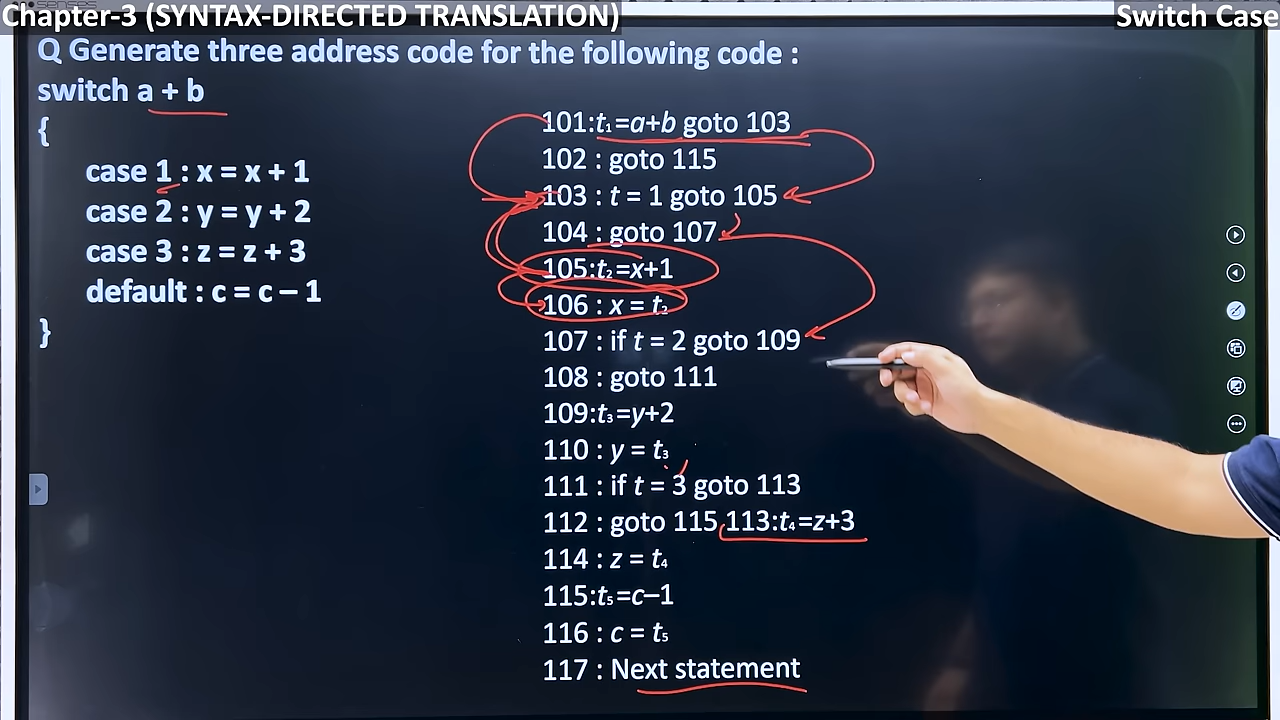 Chapter-3 (SYNTAX-DIRECTED TRANSLATION)
Switch Case
Q Generate three address code for the following code :
switch a + b
{
case 1 : x = x + 1
case 2 : y = y + 2
case 3 : z = z + 3
default : c = c – 1
}
101:t₁=a+b goto 103
102 : goto 115
103 : t = 1 goto 105
104 : goto 107
105:t₂=x+1
106 : x = t₂
107 : if t = 2 goto 109
108 : goto 111
109:t₃=y+2
110 : y = t₃
111 : if t = 3 goto 113
112 : goto 115 113:t₄=z+3
114 : z = t₄
115:t₅=c–1
116 : c = t₅
117 : Next statement